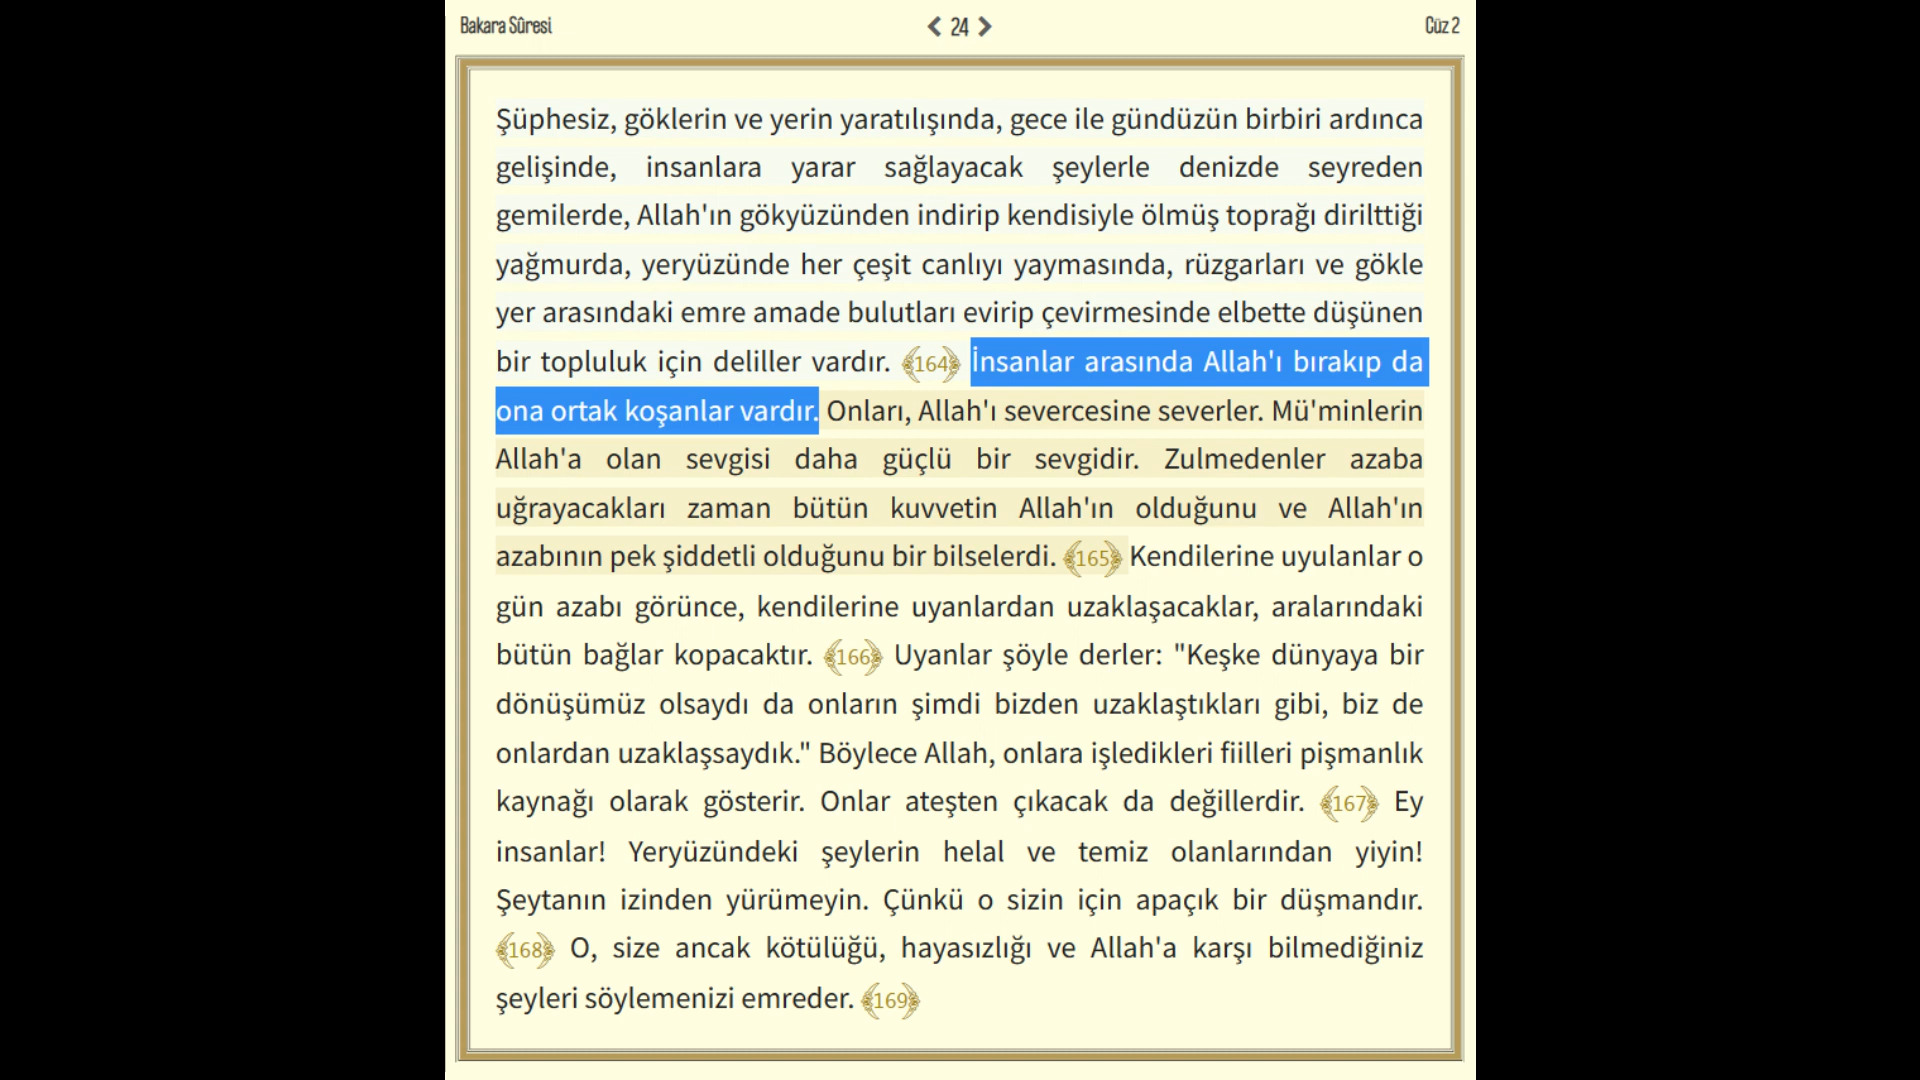 Bakara Sûresi
24
Cüz 2
Şüphesiz, göklerin ve yerin yaratılışında, gece ile gündüzün birbiri ardınca
gelişinde, insanlara yarar sağlayacak şeylerle denizde seyreden
gemilerde, Allah'ın gökyüzünden indirip kendisiyle ölmüş toprağı dirilttiği
yağmurda, yeryüzünde her çeşit canlıyı yaymasında, rüzgarları ve gökle
yer arasındaki emre amade bulutları evirip çevirmesinde elbette düşünen
bir topluluk için deliller vardır. 164 İnsanlar arasında Allah'ı bırakıp da
ona ortak koşanlar vardır. Onları, Allah'ı severcesine severler. Mü'minlerin
Allah'a olan sevgisi daha güçlü bir sevgidir. Zulmedenler azaba
uğrayacakları zaman bütün kuvvetin Allah'ın olduğunu ve Allah'ın
azabının pek şiddetli olduğunu bir bilselerdi. 165 Kendilerine uyulanlar o
gün azabı görünce, kendilerine uyanlardan uzaklaşacaklar, aralarındaki
bütün bağlar kopacaktır. 166 Uyanlar şöyle derler: "Keşke dünyaya bir
dönüşümüz olsaydı da onların şimdi bizden uzaklaştıkları gibi, biz de
onlardan uzaklaşsaydık." Böylece Allah, onlara işledikleri fiilleri pişmanlık
kaynağı olarak gösterir. Onlar ateşten çıkacak da değillerdir. 167 Ey
insanlar! Yeryüzündeki şeylerin helal ve temiz olanlarından yiyin!
Şeytanın izinden yürümeyin. Çünkü o sizin için apaçık bir düşmandır.
168 O, size ancak kötülüğü, hayasızlığı ve Allah'a karşı bilmediğiniz
şeyleri söylemenizi emreder. 169